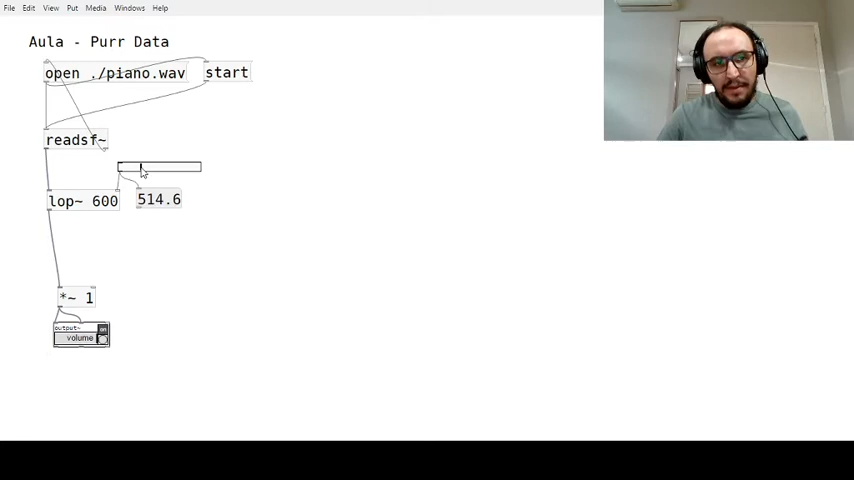 File Edit View Put Media Windows Help
Aula - Purr Data
open ./piano.wav
start
readsf~
lop~ 600
514.6
*~ 1
output~
on
volume